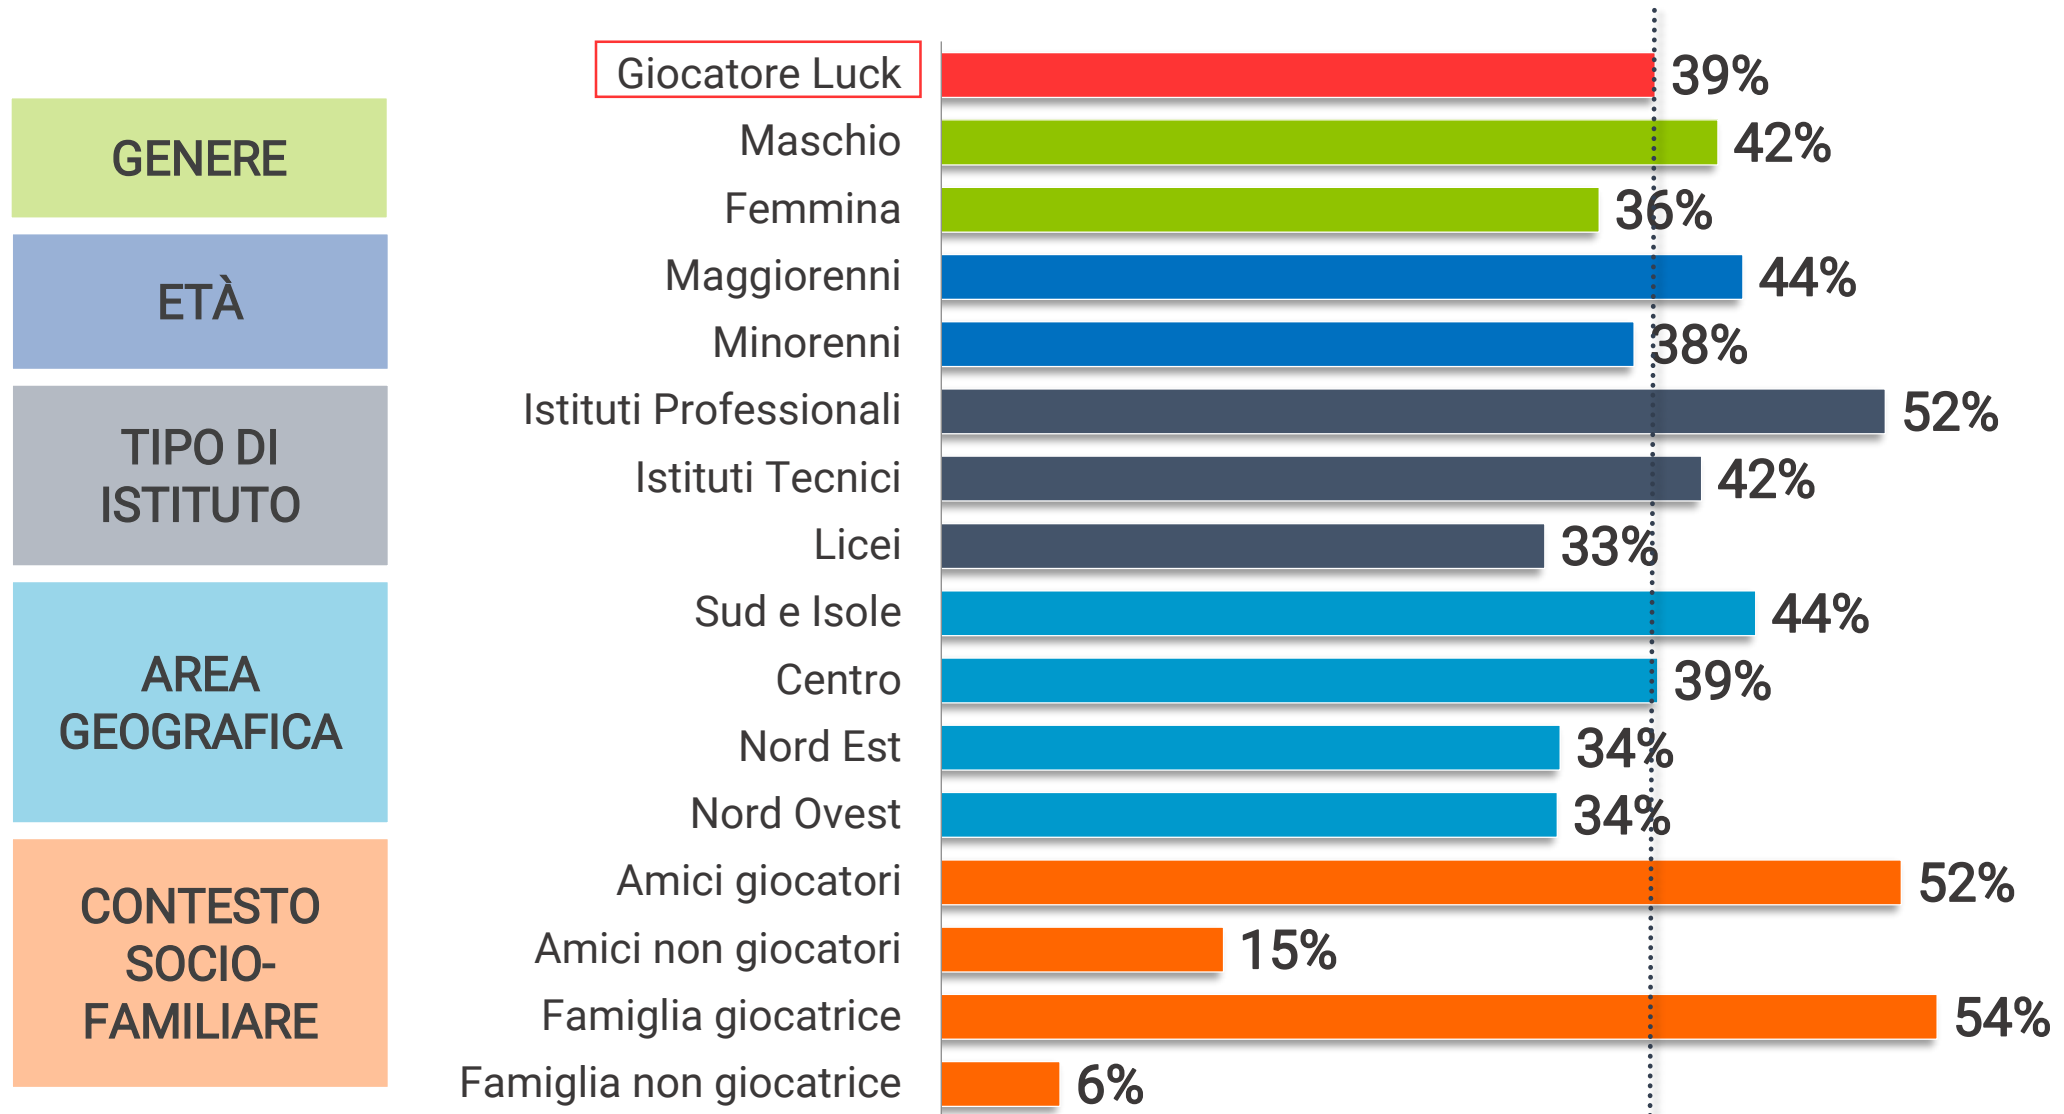 Giocatore Luck 39%
GENERE
Maschio 42%
Femmina 36%
ETÀ
Maggiorenni 44%
Minorenni 38%
TIPO DI
ISTITUTO
Istituti Professionali 52%
Istituti Tecnici 42%
Licei 33%
AREA
GEOGRAFICA
Sud e Isole 44%
Centro 39%
Nord Est 34%
Nord Ovest 34%
CONTESTO
SOCIO-
FAMILIARE
Amici giocatori 52%
Amici non giocatori 15%
Famiglia giocatrice 54%
Famiglia non giocatrice 6%